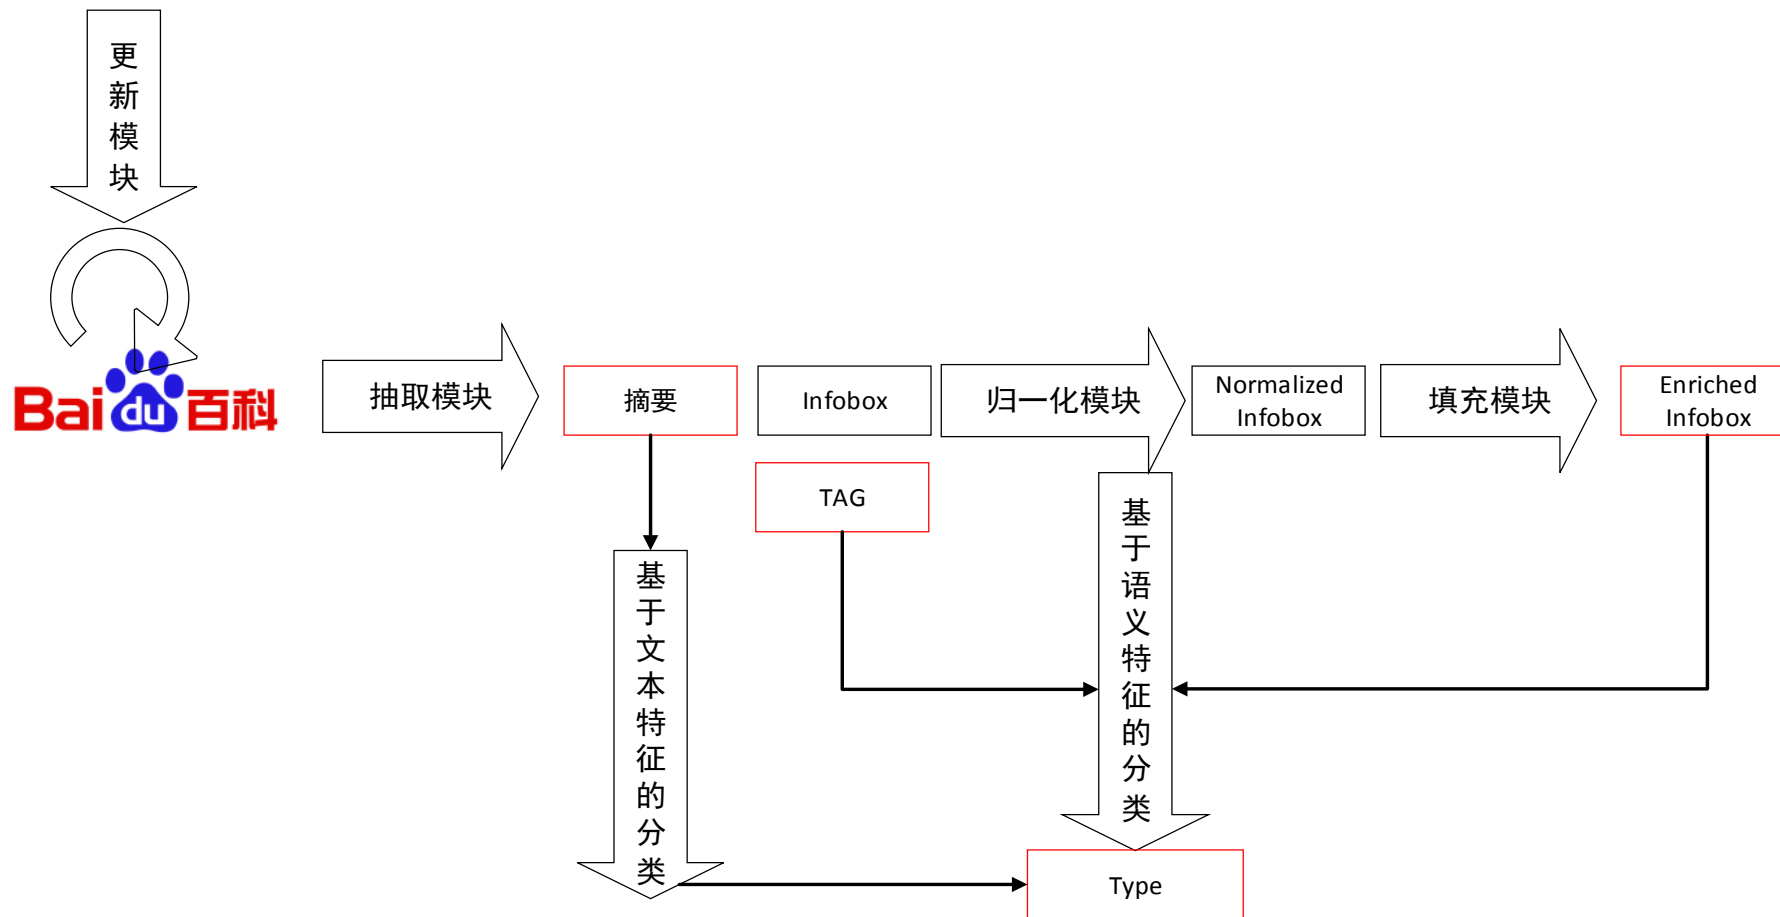 更新模块
Baidu百科
抽取模块
摘要
Infobox
归一化模块
Normalized
Infobox
填充模块
Enriched
Infobox
TAG
基于文本特征的分类
基于语义特征的分类
Type